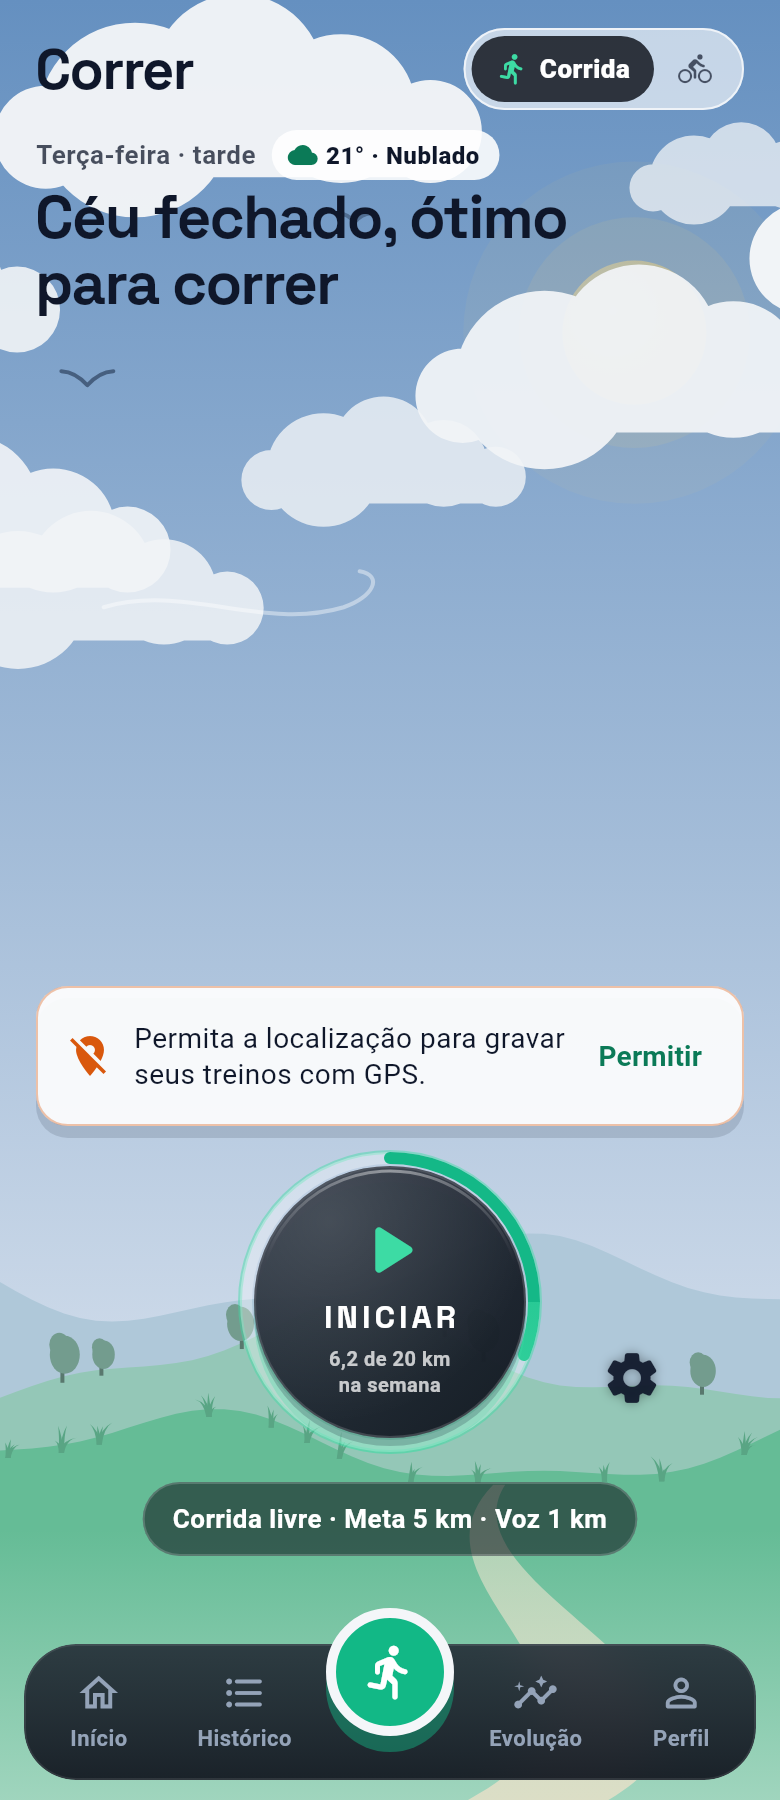 Correr
Corrida
Terça-feira · tarde
21° · Nublado
Céu fechado, ótimo
para correr
Permita a localização para gravar
seus treinos com GPS.
Permitir
INICIAR
6,2 de 20 km
na semana
Corrida livre · Meta 5 km · Voz 1 km
Início
Histórico
Evolução
Perfil